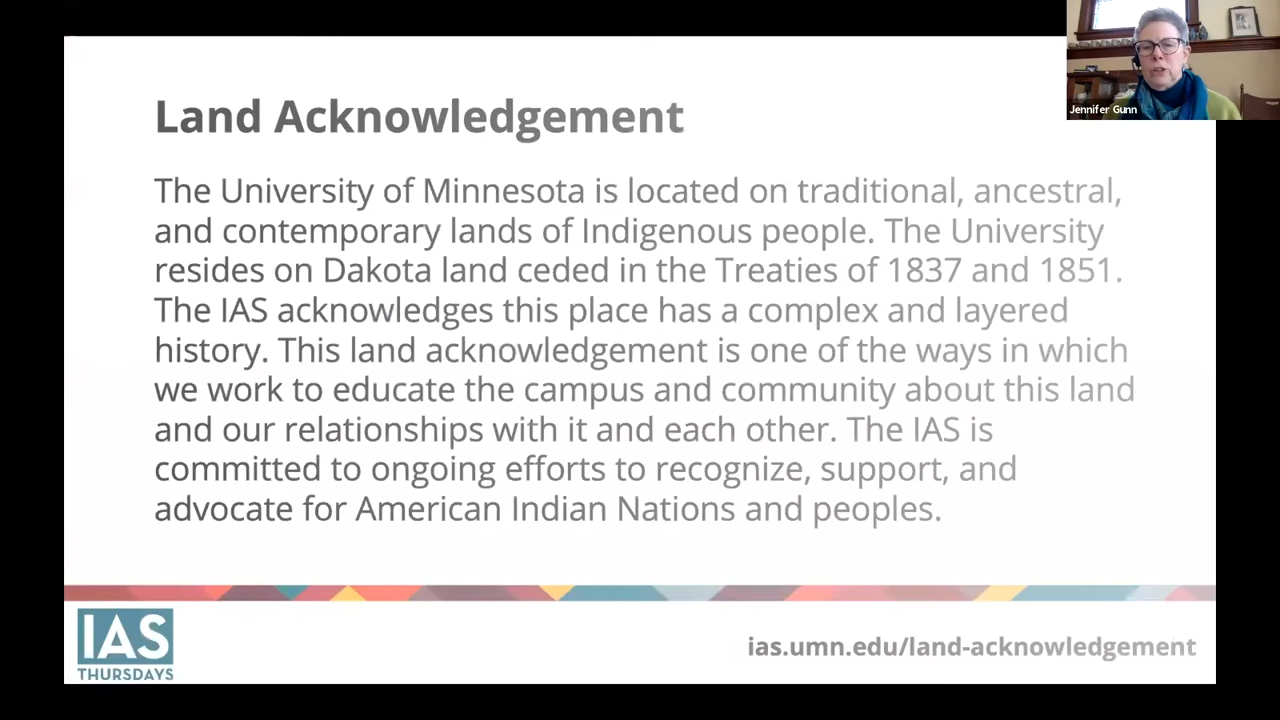 Land Acknowledgement
Jennifer Gunn
The University of Minnesota is located on traditional, ancestral,
and contemporary lands of Indigenous people. The University
resides on Dakota land ceded in the Treaties of 1837 and 1851.
The IAS acknowledges this place has a complex and layered
history. This land acknowledgement is one of the ways in which
we work to educate the campus and community about this land
and our relationships with it and each other. The IAS is
committed to ongoing efforts to recognize, support, and
advocate for American Indian Nations and peoples.
IAS
THURSDAYS
ias.umn.edu/land-acknowledgement